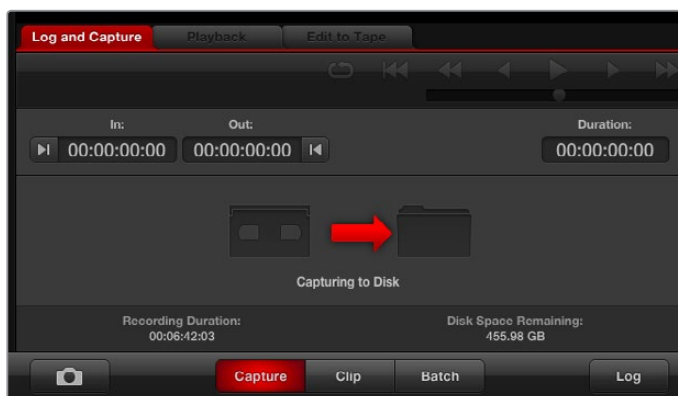 Log and Capture Playback Edit to Tape
In: Out: Duration:
00:00:00:00 00:00:00:00 00:00:00:00
Capturing to Disk
Recording Duration: Disk Space Remaining:
00:06:42:03 455.98 GB
Capture Clip Batch Log